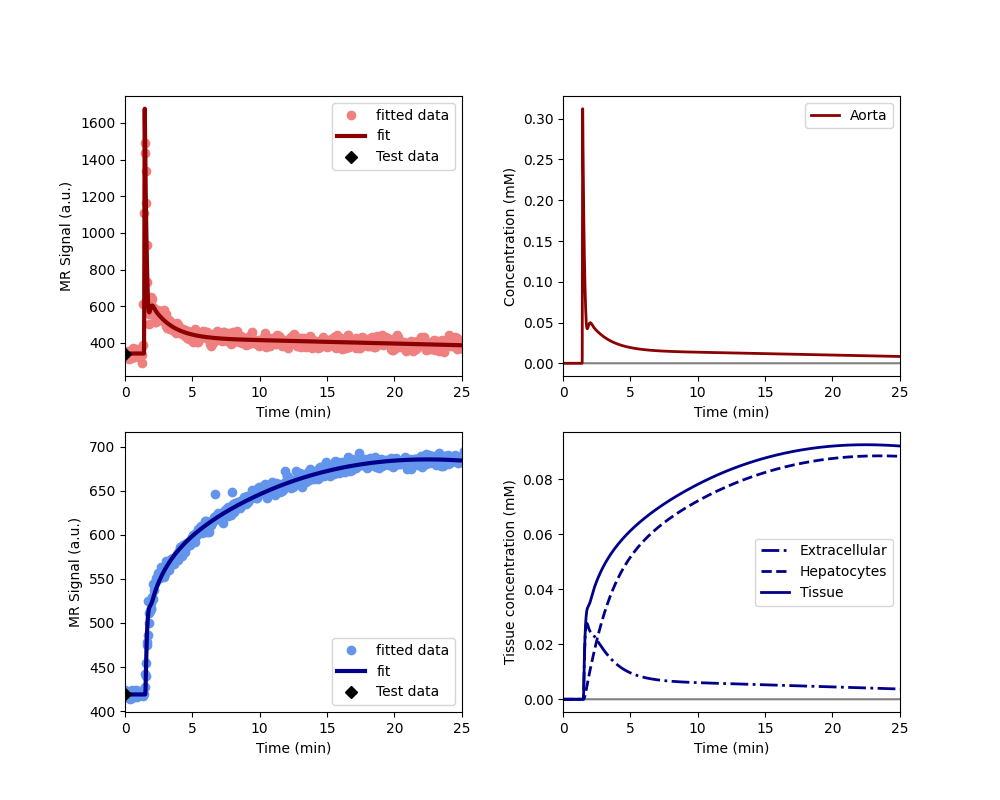 MR Signal (a.u.)
1600
1400
1200
1000
800
600
400
0 5 10 15 20 25
Time (min)
fitted data
fit
Test data
Concentration (mM)
0.30
0.25
0.20
0.15
0.10
0.05
0.00
0 5 10 15 20 25
Time (min)
Aorta
MR Signal (a.u.)
700
650
600
550
500
450
400
0 5 10 15 20 25
Time (min)
fitted data
fit
Test data
Tissue concentration (mM)
0.08
0.06
0.04
0.02
0.00
0 5 10 15 20 25
Time (min)
Extracellular
Hepatocytes
Tissue